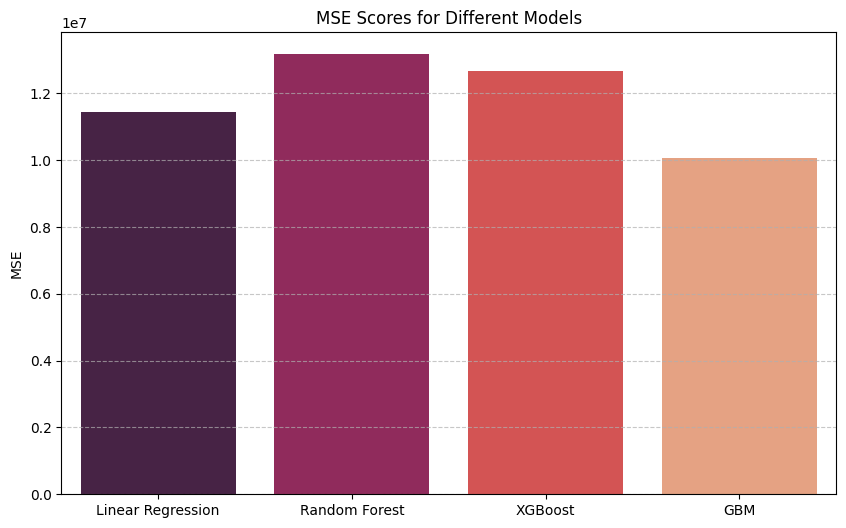 MSE Scores for Different Models
1e7
1.2
1.0
0.8
0.6
0.4
0.2
0.0
MSE
Linear Regression
Random Forest
XGBoost
GBM